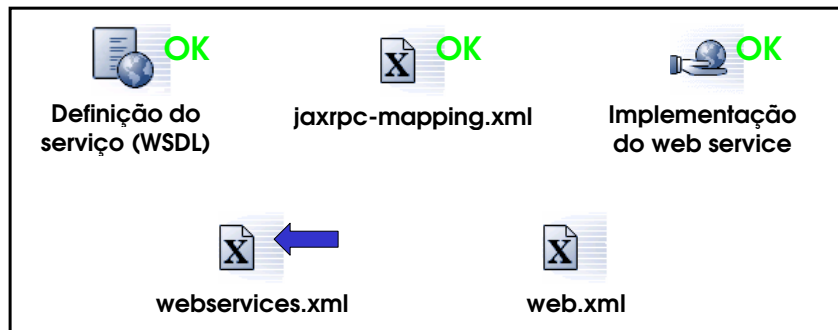 OK
OK
OK
Definição do
serviço (WSDL)
jaxrpc-mapping.xml
Implementação
do web service
X
X
X
webservices.xml
web.xml